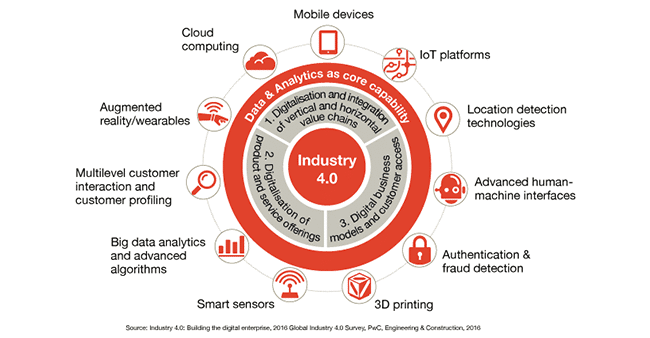 Mobile devices
Cloud
computing
IoT platforms
Augmented
reality/wearables
Location detection
technologies
Multilevel customer
interaction and
customer profiling
Advanced human-
machine interfaces
Big data analytics
and advanced
algorithms
Authentication &
fraud detection
Smart sensors
3D printing
Data & Analytics as core capability
1. Digitalisation and integration
of vertical and horizontal
value chains
2. Digitalisation of
product and service offerings
3. Digital business
models and customer access
Industry
4.0
Source: Industry 4.0: Building the digital enterprise, 2016 Global Industry 4.0 Survey, PwC, Engineering & Construction, 2016